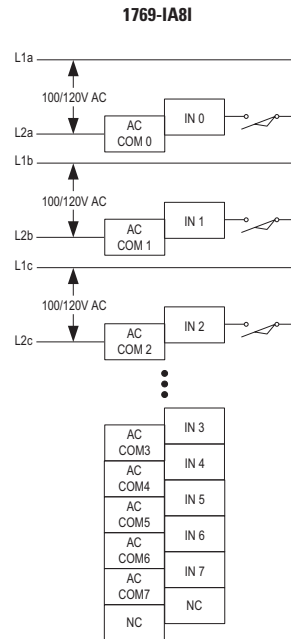 1769-IA8I
L1a
100/120V AC
IN 0
L2a
AC
COM 0
L1b
100/120V AC
IN 1
L2b
AC
COM 1
L1c
100/120V AC
IN 2
L2c
AC
COM 2
IN 3
AC
COM3
IN 4
AC
COM4
IN 5
AC
COM5
IN 6
AC
COM6
IN 7
AC
COM7
NC
NC